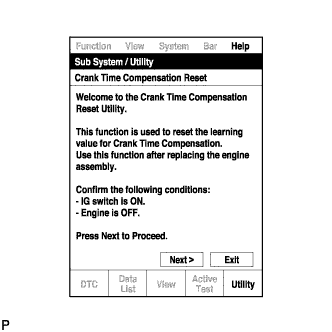 Function View System Bar Help
Sub System / Utility
Crank Time Compensation Reset
Welcome to the Crank Time Compensation
Reset Utility.
This function is used to reset the learning
value for Crank Time Compensation.
Use this function after replacing the engine
assembly.
Confirm the following conditions:
- IG switch is ON.
- Engine is OFF.
Press Next to Proceed.
Next > Exit
DTC Data List View Active Test Utility
P